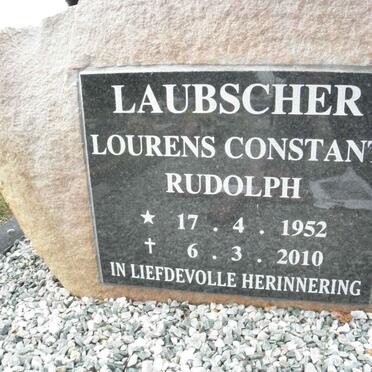 LAUBSCHER
LOURENS CONSTANT
RUDOLPH
★ 17 . 4 . 1952
✝ 6 . 3 . 2010
IN LIEFDEVOLLE HERINNERING